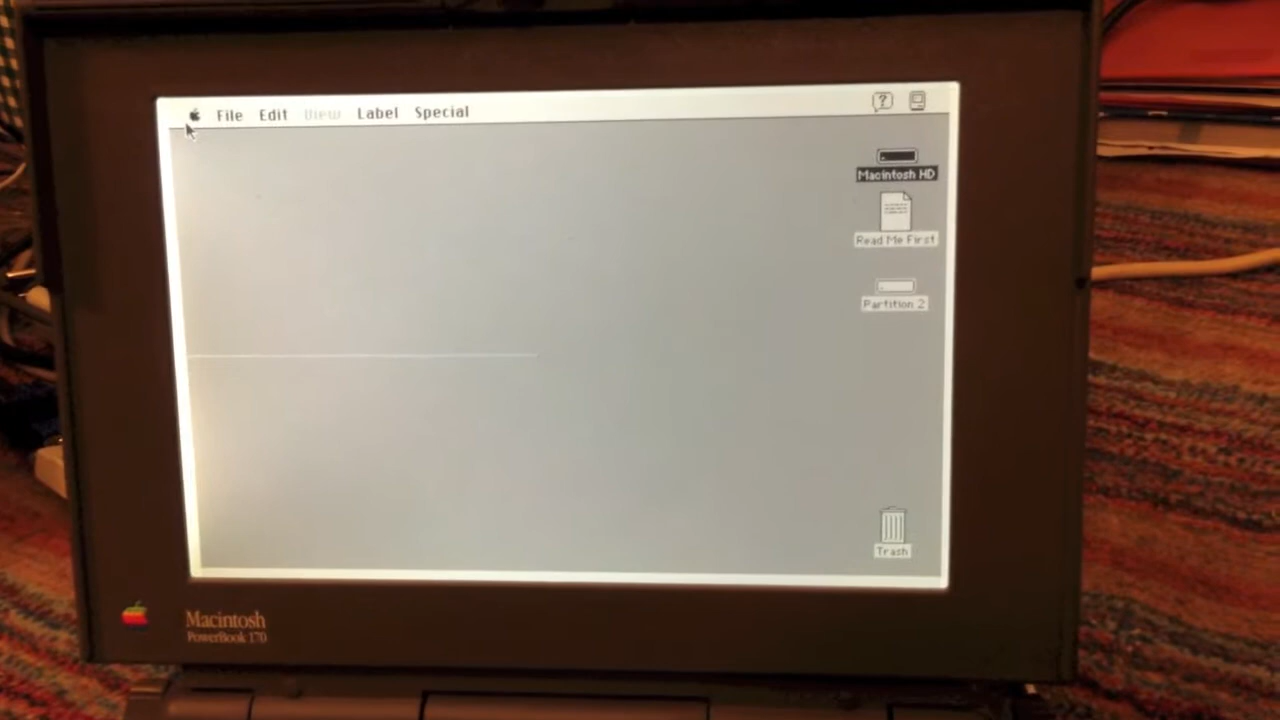 File Edit View Label Special
Macintosh HD
Read Me First
Partition 2
Trash
Macintosh
PowerBook 170